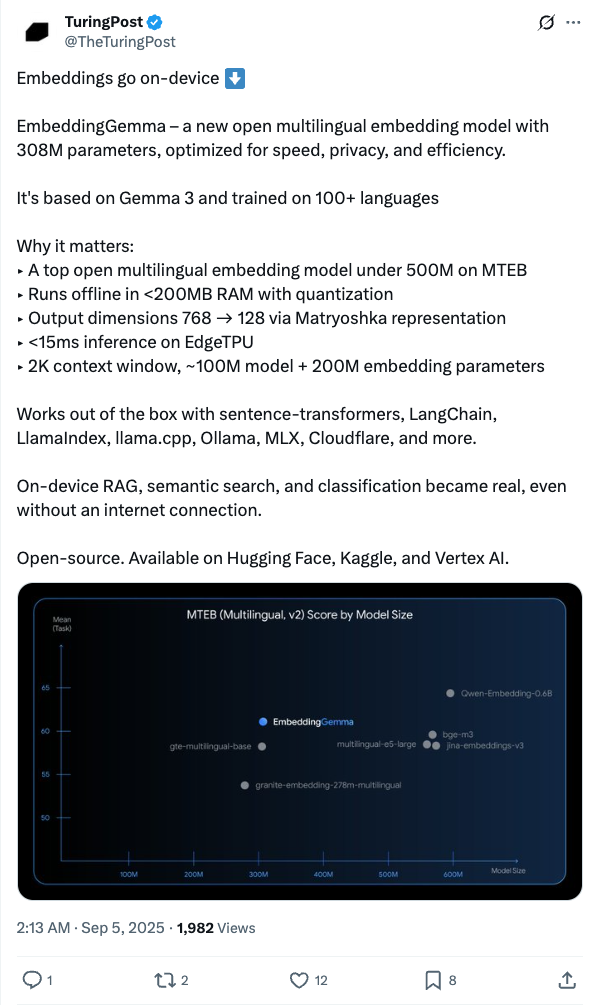 TuringPost
@TheTuringPost
Embeddings go on-device ⬇️
EmbeddingGemma – a new open multilingual embedding model with
308M parameters, optimized for speed, privacy, and efficiency.
It's based on Gemma 3 and trained on 100+ languages
Why it matters:
▸ A top open multilingual embedding model under 500M on MTEB
▸ Runs offline in <200MB RAM with quantization
▸ Output dimensions 768 → 128 via Matryoshka representation
▸ <15ms inference on EdgeTPU
▸ 2K context window, ~100M model + 200M embedding parameters
Works out of the box with sentence-transformers, LangChain,
LlamaIndex, llama.cpp, Ollama, MLX, Cloudflare, and more.
On-device RAG, semantic search, and classification became real, even
without an internet connection.
Open-source. Available on Hugging Face, Kaggle, and Vertex AI.
MTEB (Multilingual, v2) Score by Model Size
Mean
(Task)
65
Qwen-Embedding-0.6B
EmbeddingGemma
60
bge-m3
gte-multilingual-base
multilingual-e5-large
jina-embeddings-v3
55
granite-embedding-278m-multilingual
50
Model Size
100M 200M 300M 400M 500M 600M
2:13 AM · Sep 5, 2025 · 1,982 Views
1 2 12 8